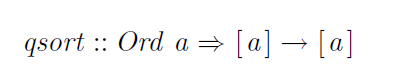 qsort :: Ord a ⇒ [a] → [a]